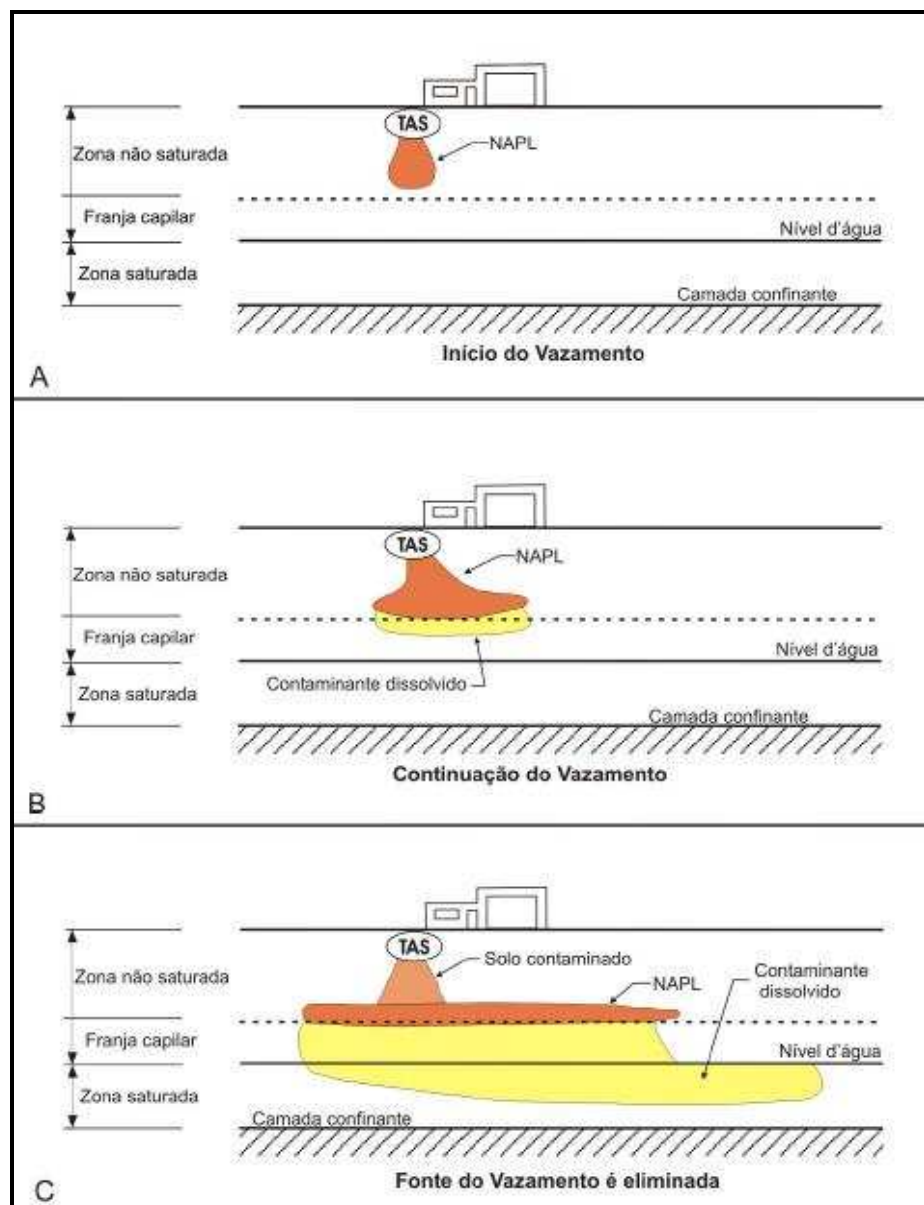 TAS
NAPL
Zona não saturada
Franja capilar
Nível d'água
Zona saturada
Camada confinante
Início do Vazamento
A
TAS
NAPL
Zona não saturada
Franja capilar
Nível d'água
Contaminante dissolvido
Zona saturada
Camada confinante
Continuação do Vazamento
B
TAS
Solo contaminado
Contaminante
dissolvido
Zona não saturada
NAPL
Franja capilar
Nível d'água
Zona saturada
Camada confinante
Fonte do Vazamento é eliminada
C